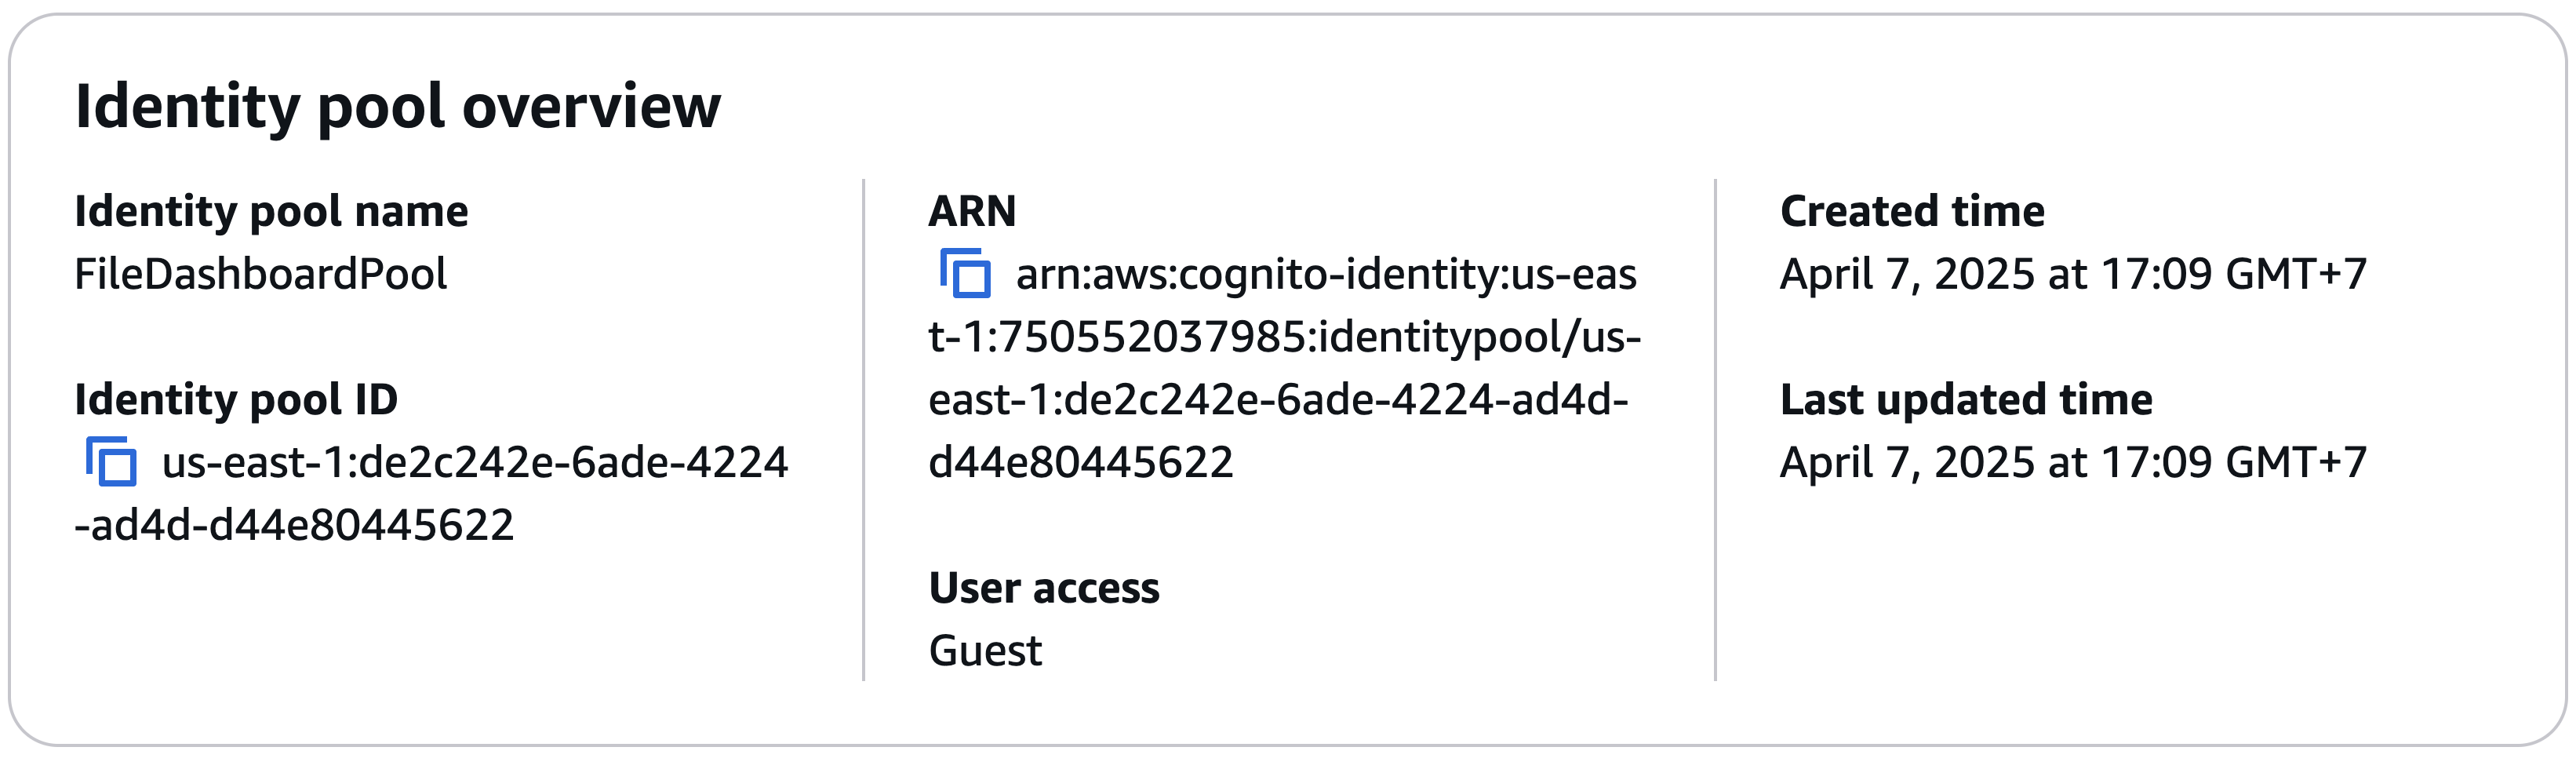 Identity pool overview
Identity pool name
FileDashboardPool
Identity pool ID
us-east-1:de2c242e-6ade-4224
-ad4d-d44e80445622
ARN
arn:aws:cognito-identity:us-eas
t-1:750552037985:identitypool/us-
east-1:de2c242e-6ade-4224-ad4d-
d44e80445622
User access
Guest
Created time
April 7, 2025 at 17:09 GMT+7
Last updated time
April 7, 2025 at 17:09 GMT+7